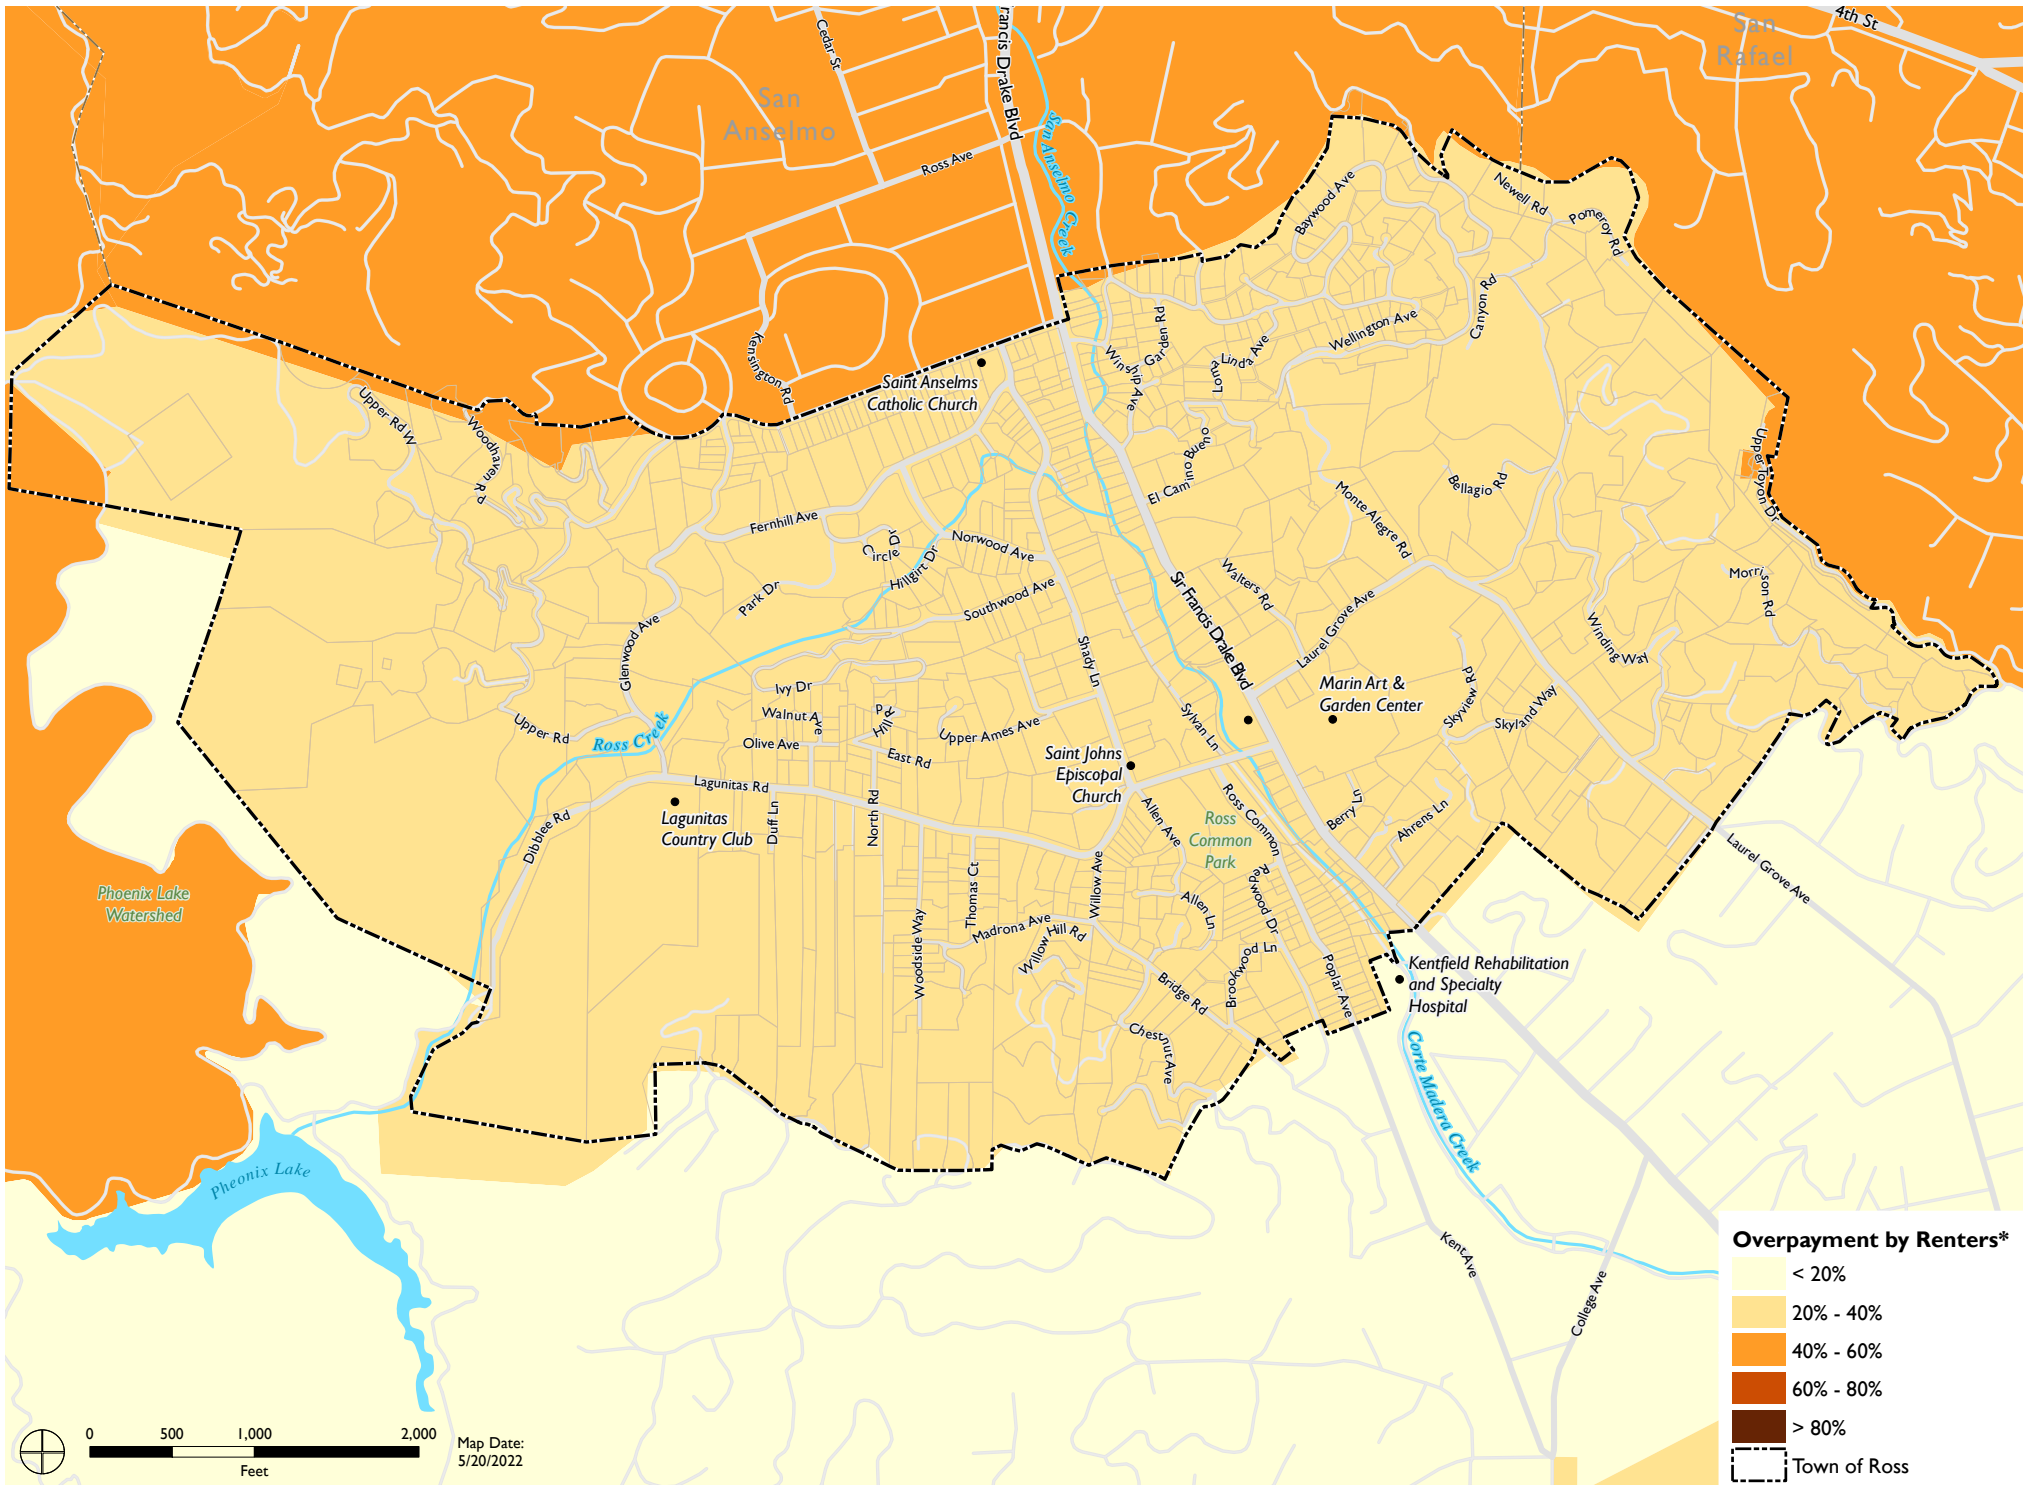 Cedar St
rancis Drake Blvd
San
Anselmo
San
Rafael
4th St
San Anselmo Creek
Ross Ave
Kensington Rd
Baywood Ave
Newell Rd
Pomeroy Rd
Canyon Rd
Wellington Ave
Garden Rd
Winship Ave
Loma
Linda Ave
Saint Anselms
Catholic Church
Upper Rd W
Woodhaven Rd
El Camino Bueno
Bellagio Rd
Monte Alegre Rd
Upper Toyon Dr
Fernhill Ave
Circle Dr
Hillgirt Dr
Norwood Ave
Southwood Ave
Park Dr
Sir Francis Drake Blvd
Walters Rd
Laurel Grove Ave
Morrison Rd
Winding Way
Glenwood Ave
Shady Ln
Ivy Dr
Walnut Ave
Olive Ave
Hill Rd
East Rd
Upper Ames Ave
Upper Rd
Ross Creek
Sylvan Ln
Marin Art &
Garden Center
Skyview Rd
Skyland Way
Saint Johns
Episcopal
Church
Lagunitas Rd
Lagunitas
Country Club
Duff Ln
North Rd
Dibblee Rd
Allen Ave
Ross
Common
Park
Ross Common
Berry Ln
Ahrens Ln
Laurel Grove Ave
Phoenix Lake
Watershed
Thomas Ct
Willow Ave
Redwood Dr
Allen Ln
Woodside Way
Madrona Ave
Willow Hill Rd
Brookwood Ln
Bridge Rd
Poplar Ave
Kentfield Rehabilitation
and Specialty
Hospital
Chestnut Ave
Corte Madera Creek
Pheonix Lake
Kent Ave
College Ave
Overpayment by Renters*
< 20%
20% - 40%
40% - 60%
60% - 80%
> 80%
Town of Ross
0 500 1,000 2,000
Feet
Map Date:
5/20/2022